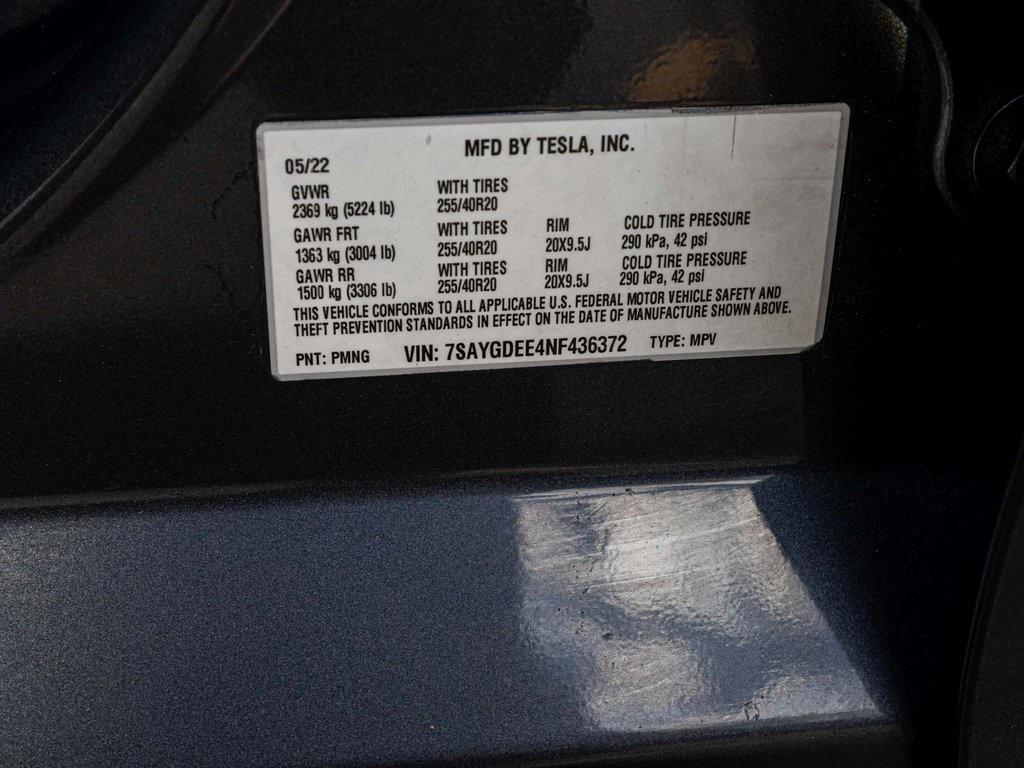 MFD BY TESLA, INC.
05/22
GVWR WITH TIRES
2369 kg (5224 lb) 255/40R20
GAWR FRT WITH TIRES RIM COLD TIRE PRESSURE
1363 kg (3004 lb) 255/40R20 20X9.5J 290 kPa, 42 psi
GAWR RR WITH TIRES RIM COLD TIRE PRESSURE
1500 kg (3306 lb) 255/40R20 20X9.5J 290 kPa, 42 psi
THIS VEHICLE CONFORMS TO ALL APPLICABLE U.S. FEDERAL MOTOR VEHICLE SAFETY AND
THEFT PREVENTION STANDARDS IN EFFECT ON THE DATE OF MANUFACTURE SHOWN ABOVE.
PNT: PMNG VIN: 7SAYGDEE4NF436372 TYPE: MPV